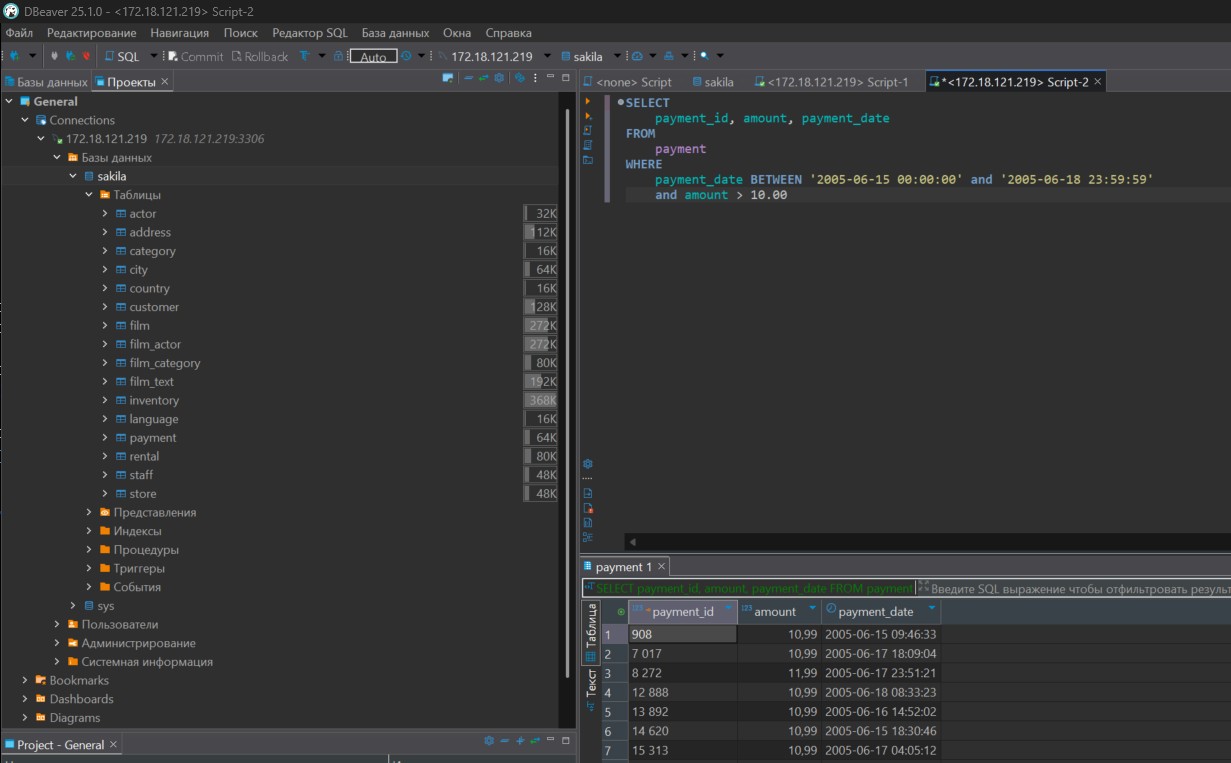 DBeaver 25.1.0 - <172.18.121.219> Script-2
Файл Редактирование Навигация Поиск Редактор SQL База данных Окна Справка
SQL Commit Rollback Auto 172.18.121.219 sakila
Базы данных Проекты
General
Connections
172.18.121.219 172.18.121.219:3306
Базы данных
sakila
Таблицы
actor 32K
address 112K
category 16K
city 64K
country 16K
customer 128K
film 272K
film_actor 272K
film_category 80K
film_text 192K
inventory 368K
language 16K
payment 64K
rental 80K
staff 48K
store 48K
Представления
Индексы
Процедуры
Триггеры
События
sys
Пользователи
Администрирование
Системная информация
Bookmarks
Dashboards
Diagrams
Project - General
<none> Script sakila <172.18.121.219> Script-1 *<172.18.121.219> Script-2
SELECT
payment_id, amount, payment_date
FROM
payment
WHERE
payment_date BETWEEN '2005-06-15 00:00:00' and '2005-06-18 23:59:59'
and amount > 10.00
payment 1
SELECT payment_id, amount, payment_date FROM payment Введите SQL выражение чтобы отфильтровать результ
Таблица
Текст
123 payment_id 123 amount payment_date
1 908 10,99 2005-06-15 09:46:33
2 7 017 10,99 2005-06-17 18:09:04
3 8 272 11,99 2005-06-17 23:51:21
4 12 888 10,99 2005-06-18 08:33:23
5 13 892 10,99 2005-06-16 14:52:02
6 14 620 10,99 2005-06-15 18:30:46
7 15 313 10,99 2005-06-17 04:05:12